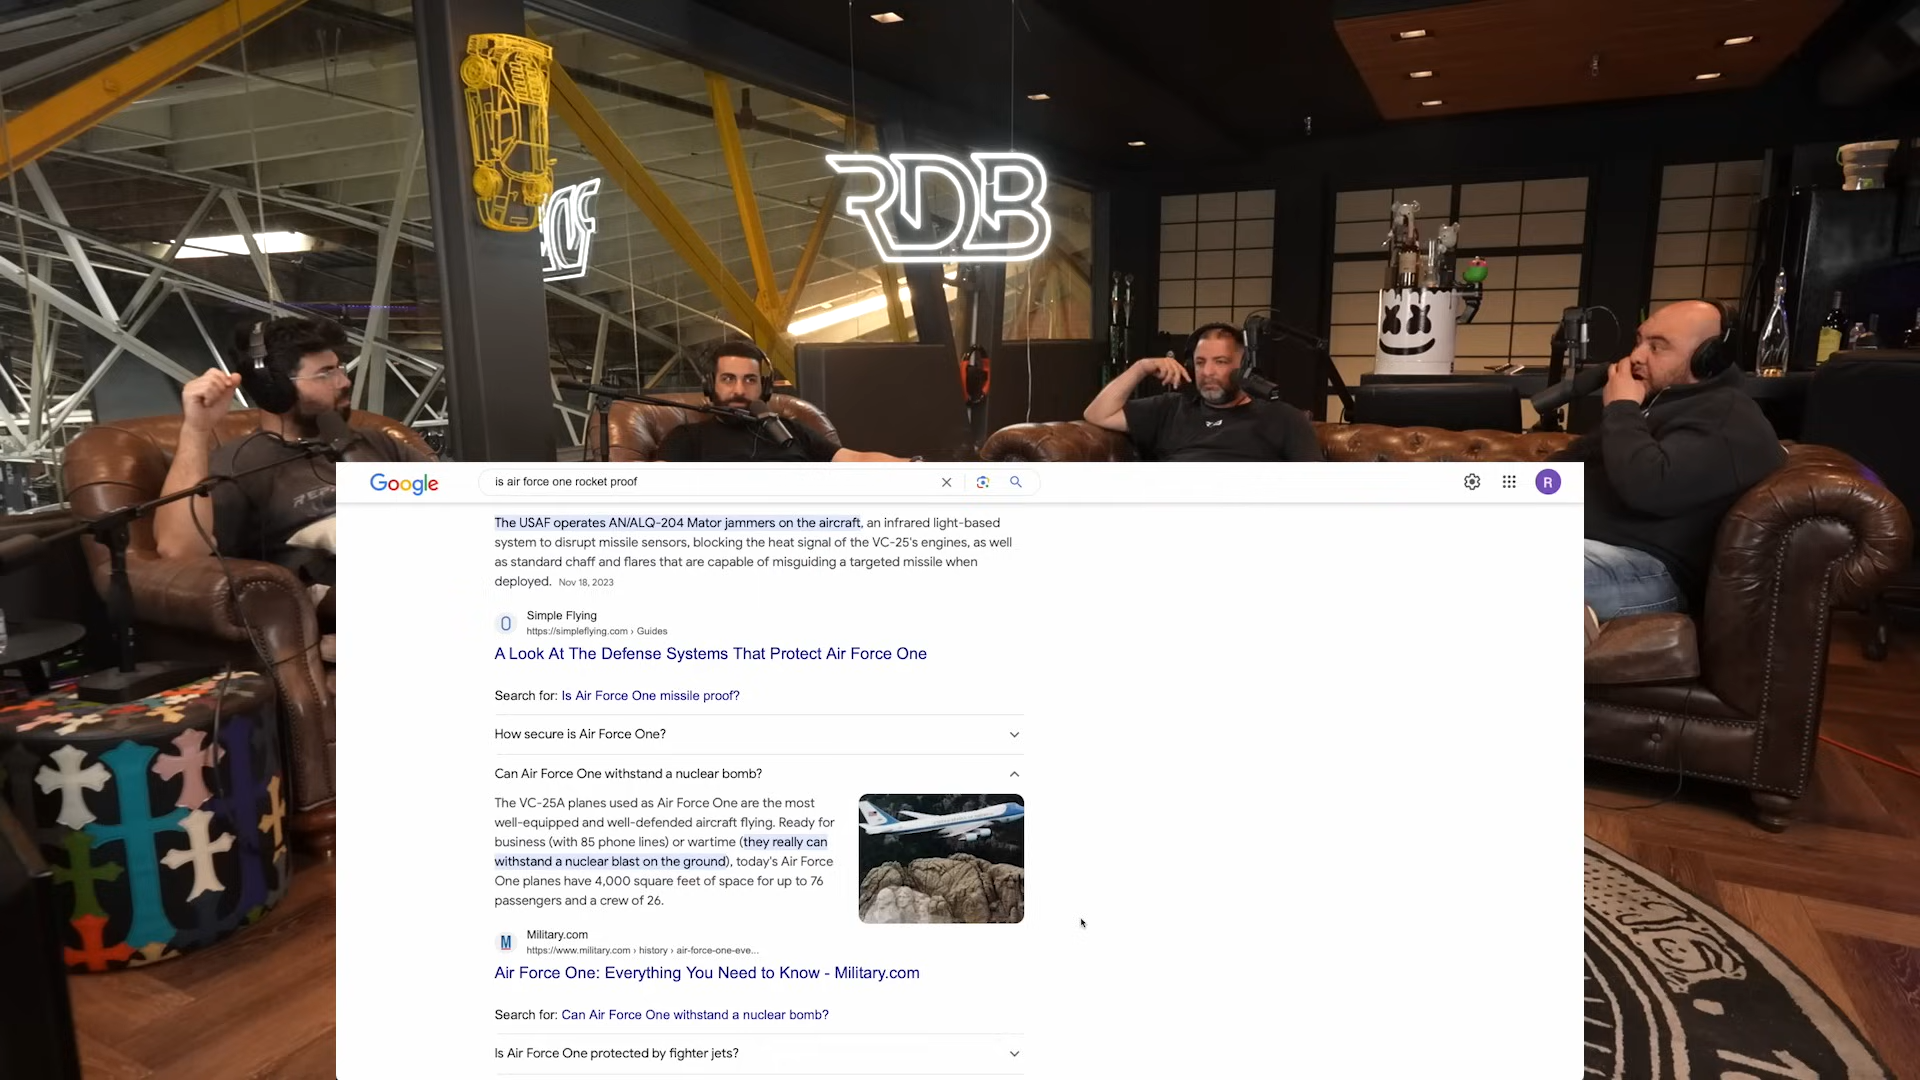 RDB
Google
is air force one rocket proof
R
The USAF operates AN/ALQ-204 Mator jammers on the aircraft, an infrared light-based
system to disrupt missile sensors, blocking the heat signal of the VC-25's engines, as well
as standard chaff and flares that are capable of misguiding a targeted missile when
deployed. Nov 18, 2023
Simple Flying
https://simpleflying.com › Guides
A Look At The Defense Systems That Protect Air Force One
Search for: Is Air Force One missile proof?
How secure is Air Force One?
Can Air Force One withstand a nuclear bomb?
The VC-25A planes used as Air Force One are the most
well-equipped and well-defended aircraft flying. Ready for
business (with 85 phone lines) or wartime (they really can
withstand a nuclear blast on the ground), today's Air Force
One planes have 4,000 square feet of space for up to 76
passengers and a crew of 26.
M
Military.com
https://www.military.com › history › air-force-one-eve...
Air Force One: Everything You Need to Know - Military.com
Search for: Can Air Force One withstand a nuclear bomb?
Is Air Force One protected by fighter jets?